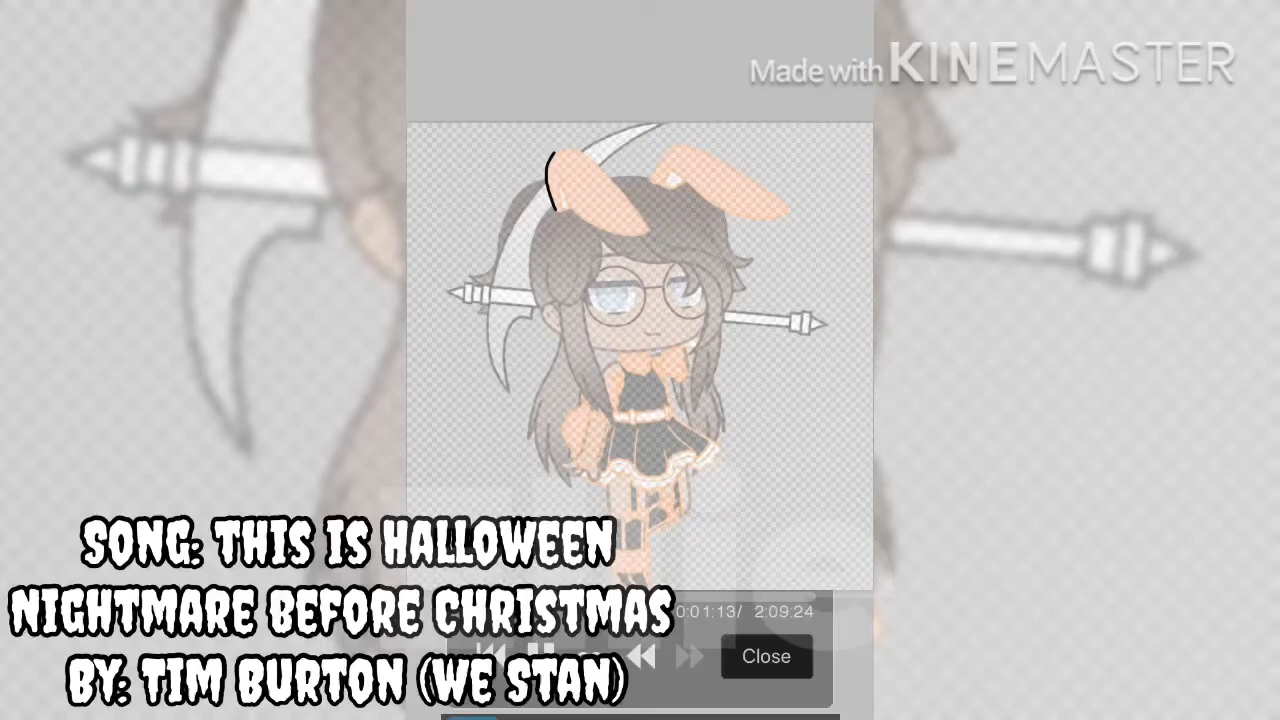 Made with KINEMASTER
SONG: THIS IS HALLOWEEN
NIGHTMARE BEFORE CHRISTMAS
0:01:13/ 2:09:24
Close
BY: TIM BURTON (WE STAN)